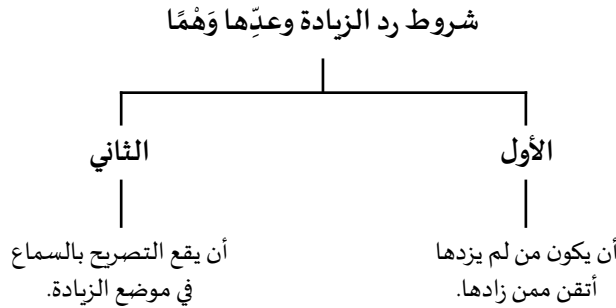 شروط رد الزيادة وعدِّها وَهْمًا
الأول
أن يكون من لم يزدها
أتقن ممن زادها.
الثاني
أن يقع التصريح بالسماع
في موضع الزيادة.